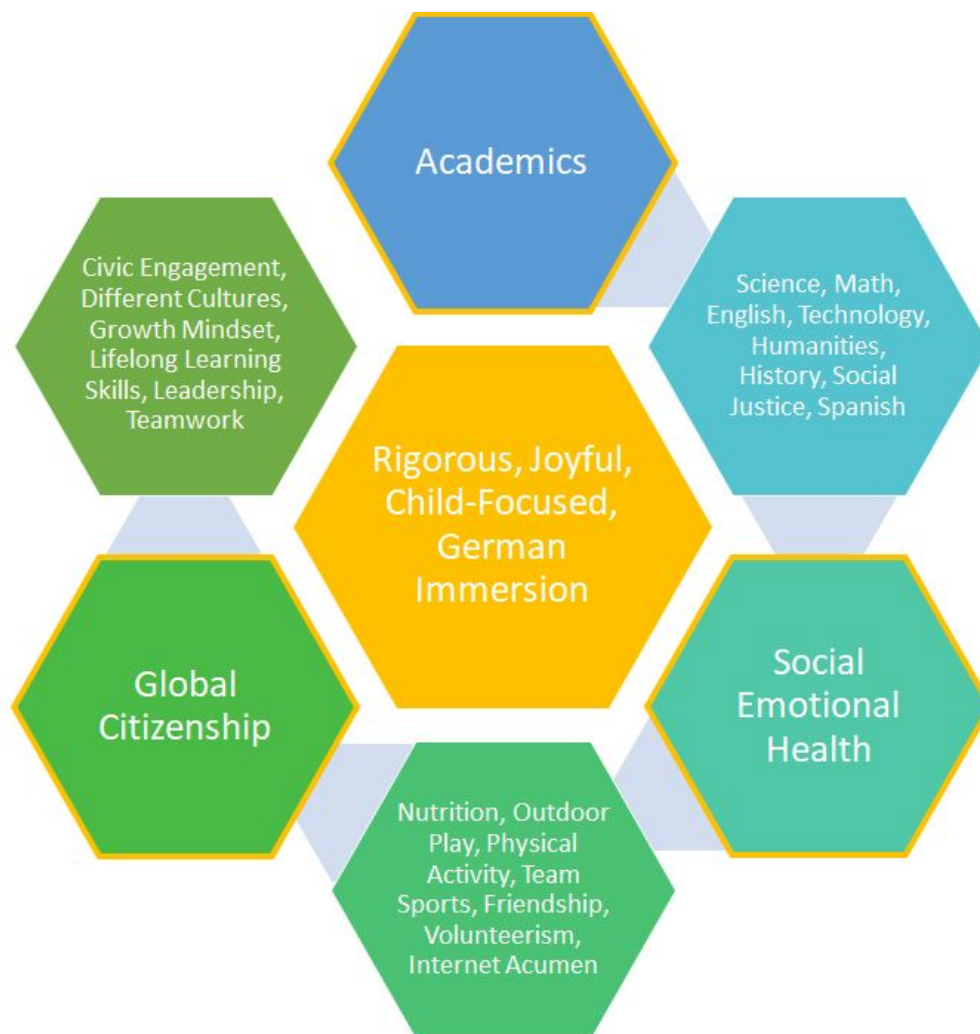 Academics
Civic Engagement,
Different Cultures,
Growth Mindset,
Lifelong Learning
Skills, Leadership,
Teamwork
Science, Math,
English, Technology,
Humanities,
History, Social
Justice, Spanish
Rigorous, Joyful,
Child-Focused,
German
Immersion
Global
Citizenship
Social
Emotional
Health
Nutrition, Outdoor
Play, Physical
Activity, Team
Sports, Friendship,
Volunteerism,
Internet Acumen